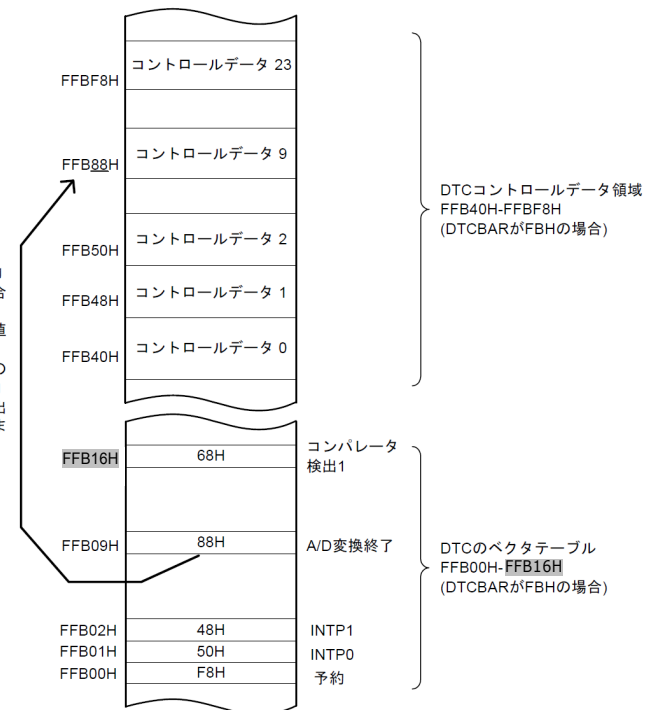 コントロールデータ 23
FFBF8H
コントロールデータ 9
FFB88H
DTCコントロールデータ領域
FFB40H-FFBF8H
(DTCBARがFBHの場合)
コントロールデータ 2
FFB50H
コントロールデータ 1
FFB48H
コントロールデータ 0
FFB40H
合
値
の
出
FFB16H
68H
コンパレータ
検出1
FFB09H
88H
A/D変換終了
DTCのベクタテーブル
FFB00H-FFB16H
(DTCBARがFBHの場合)
FFB02H
48H
INTP1
FFB01H
50H
INTP0
FFB00H
F8H
予約